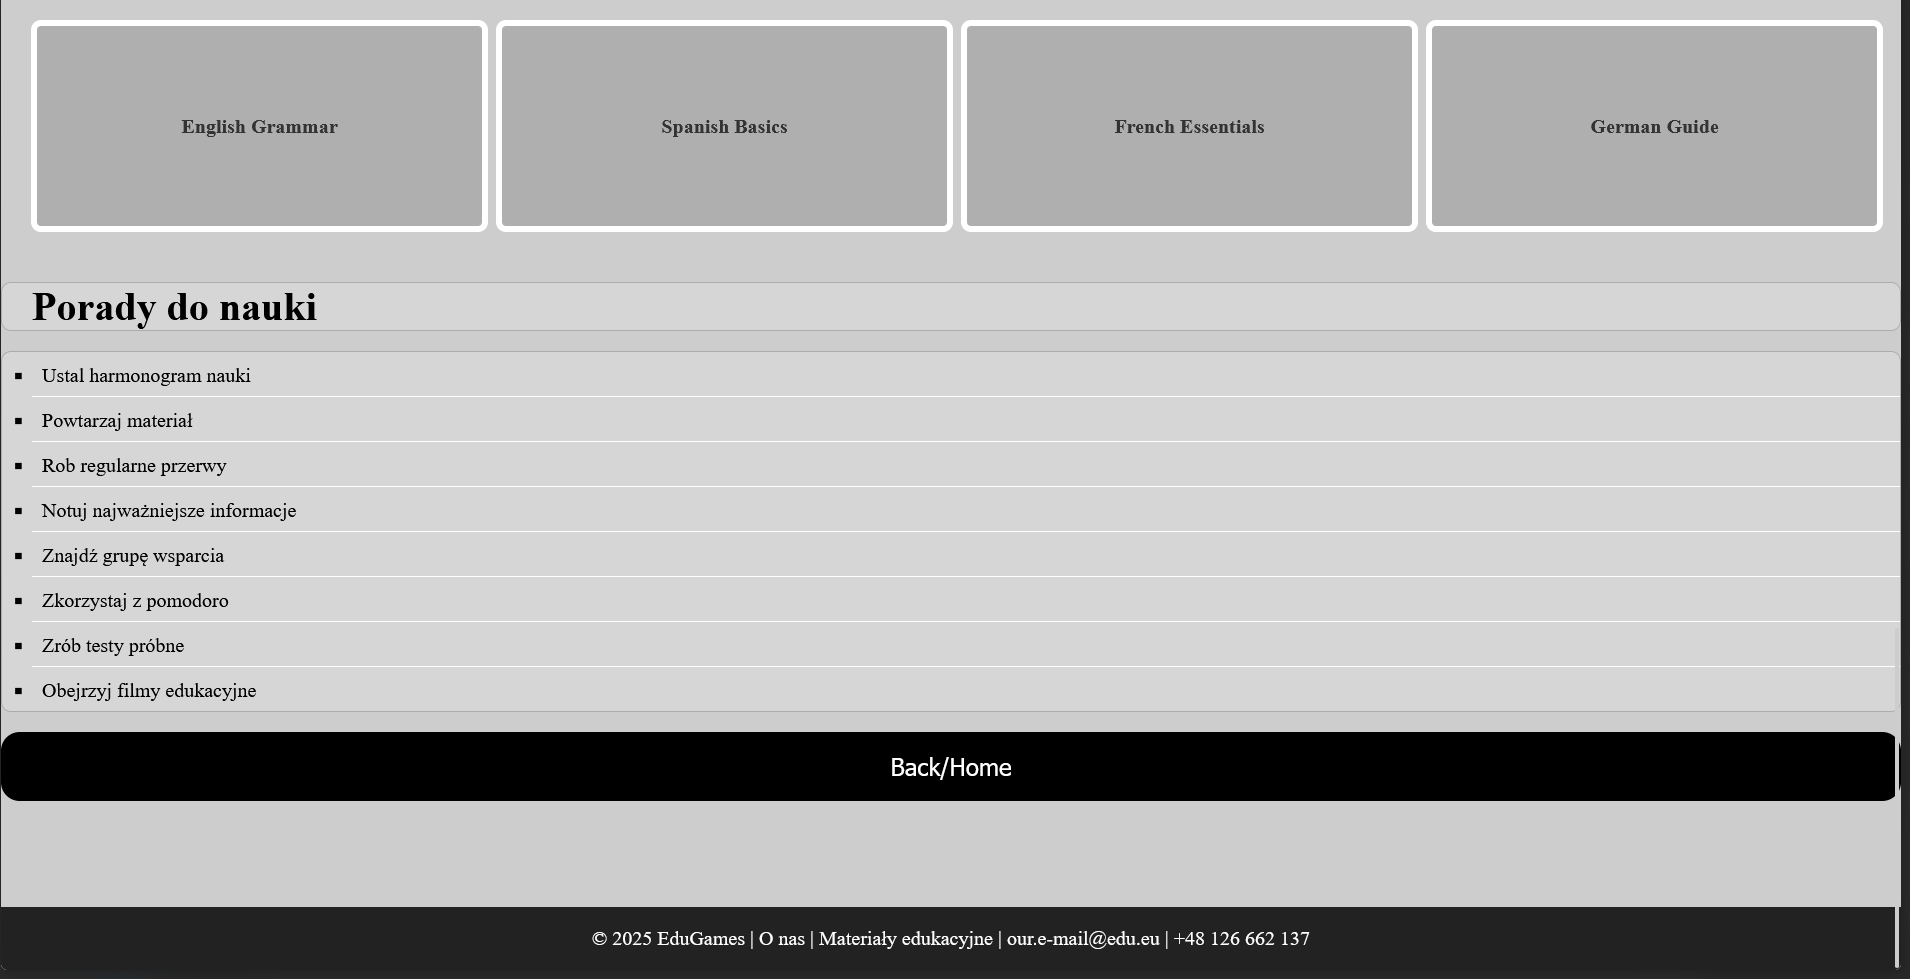 English Grammar
Spanish Basics
French Essentials
German Guide
Porady do nauki
Ustal harmonogram nauki
Powtarzaj materiał
Rob regularne przerwy
Notuj najważniejsze informacje
Znajdź grupę wsparcia
Zkorzystaj z pomodoro
Zrób testy próbne
Obejrzyj filmy edukacyjne
Back/Home
© 2025 EduGames | O nas | Materiały edukacyjne | our.e-mail@edu.eu | +48 126 662 137